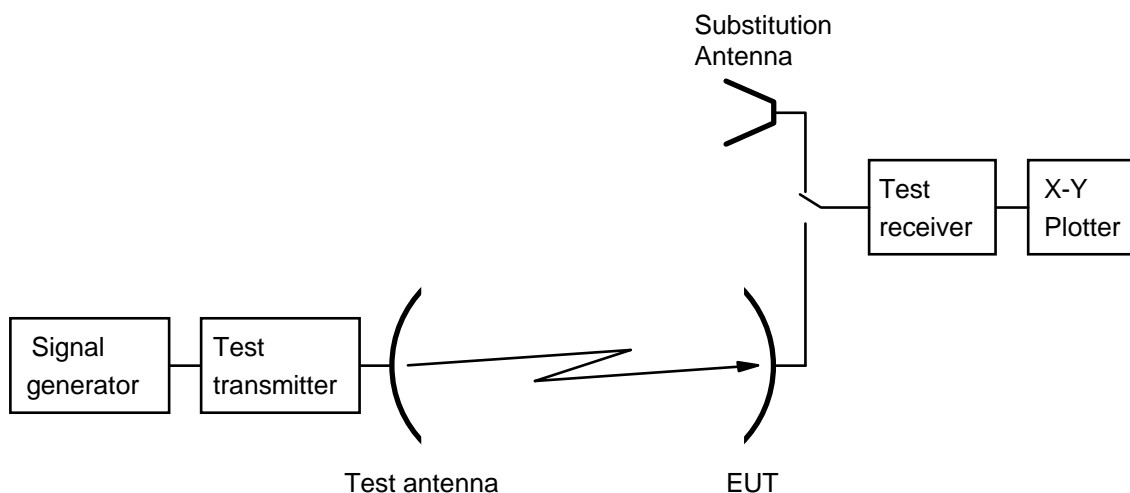 Substitution
Antenna
Test
receiver
X-Y
Plotter
Signal
generator
Test
transmitter
Test antenna
EUT